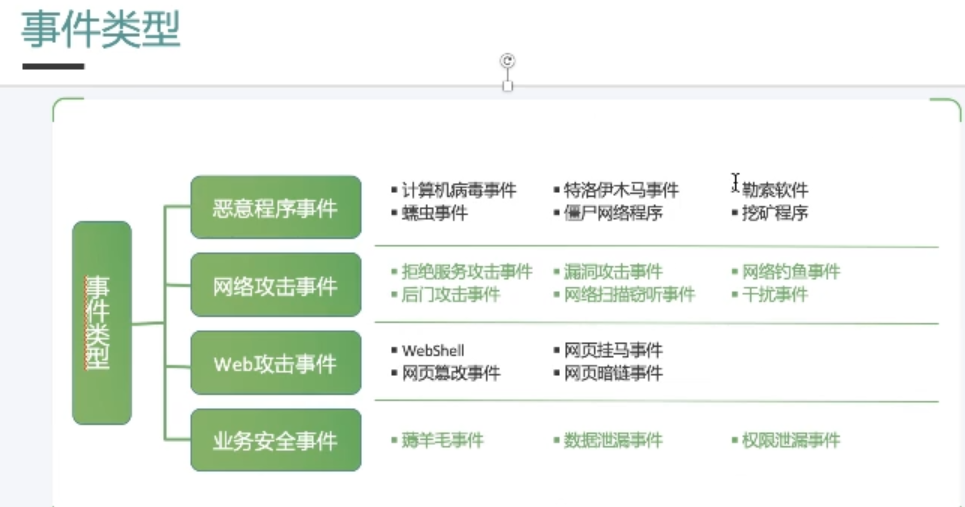 事件类型
事件类型
恶意程序事件
▪ 计算机病毒事件 ▪ 特洛伊木马事件 ▪ 勒索软件
▪ 蠕虫事件 ▪ 僵尸网络程序 ▪ 挖矿程序
网络攻击事件
▪ 拒绝服务攻击事件 ▪ 漏洞攻击事件 ▪ 网络钓鱼事件
▪ 后门攻击事件 ▪ 网络扫描窃听事件 ▪ 干扰事件
Web攻击事件
▪ WebShell ▪ 网页挂马事件
▪ 网页篡改事件 ▪ 网页暗链事件
业务安全事件
▪ 薅羊毛事件 ▪ 数据泄漏事件 ▪ 权限泄漏事件